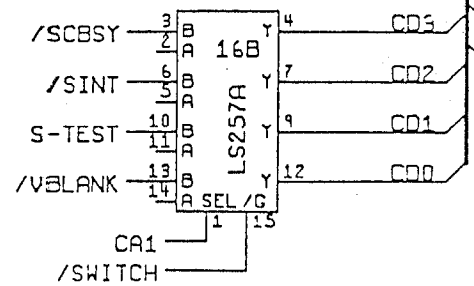 /SCBSY 3 B Y 4 CD3
2 A 16B
/SINT 6 B Y 7 CD2
5 A
S-TEST 10 B Y 9 CD1
11 A LS257A
/VBLANK 13 B Y 12 CD0
14 A SEL /G
1 15
CA1
/SWITCH